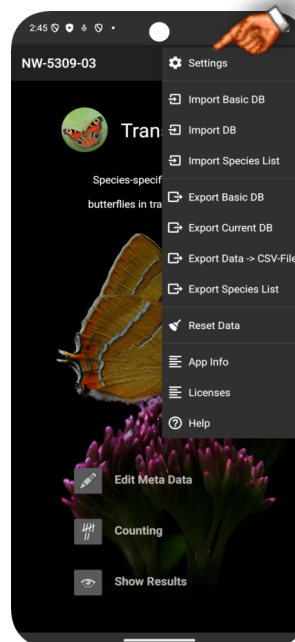 2:45
NW-5309-03
Settings
Import Basic DB
Import DB
Import Species List
Export Basic DB
Export Current DB
Export Data -> CSV-File
Export Species List
Reset Data
App Info
Licenses
Help
Tran
Species-specif
butterflies in tra
Edit Meta Data
Counting
Show Results